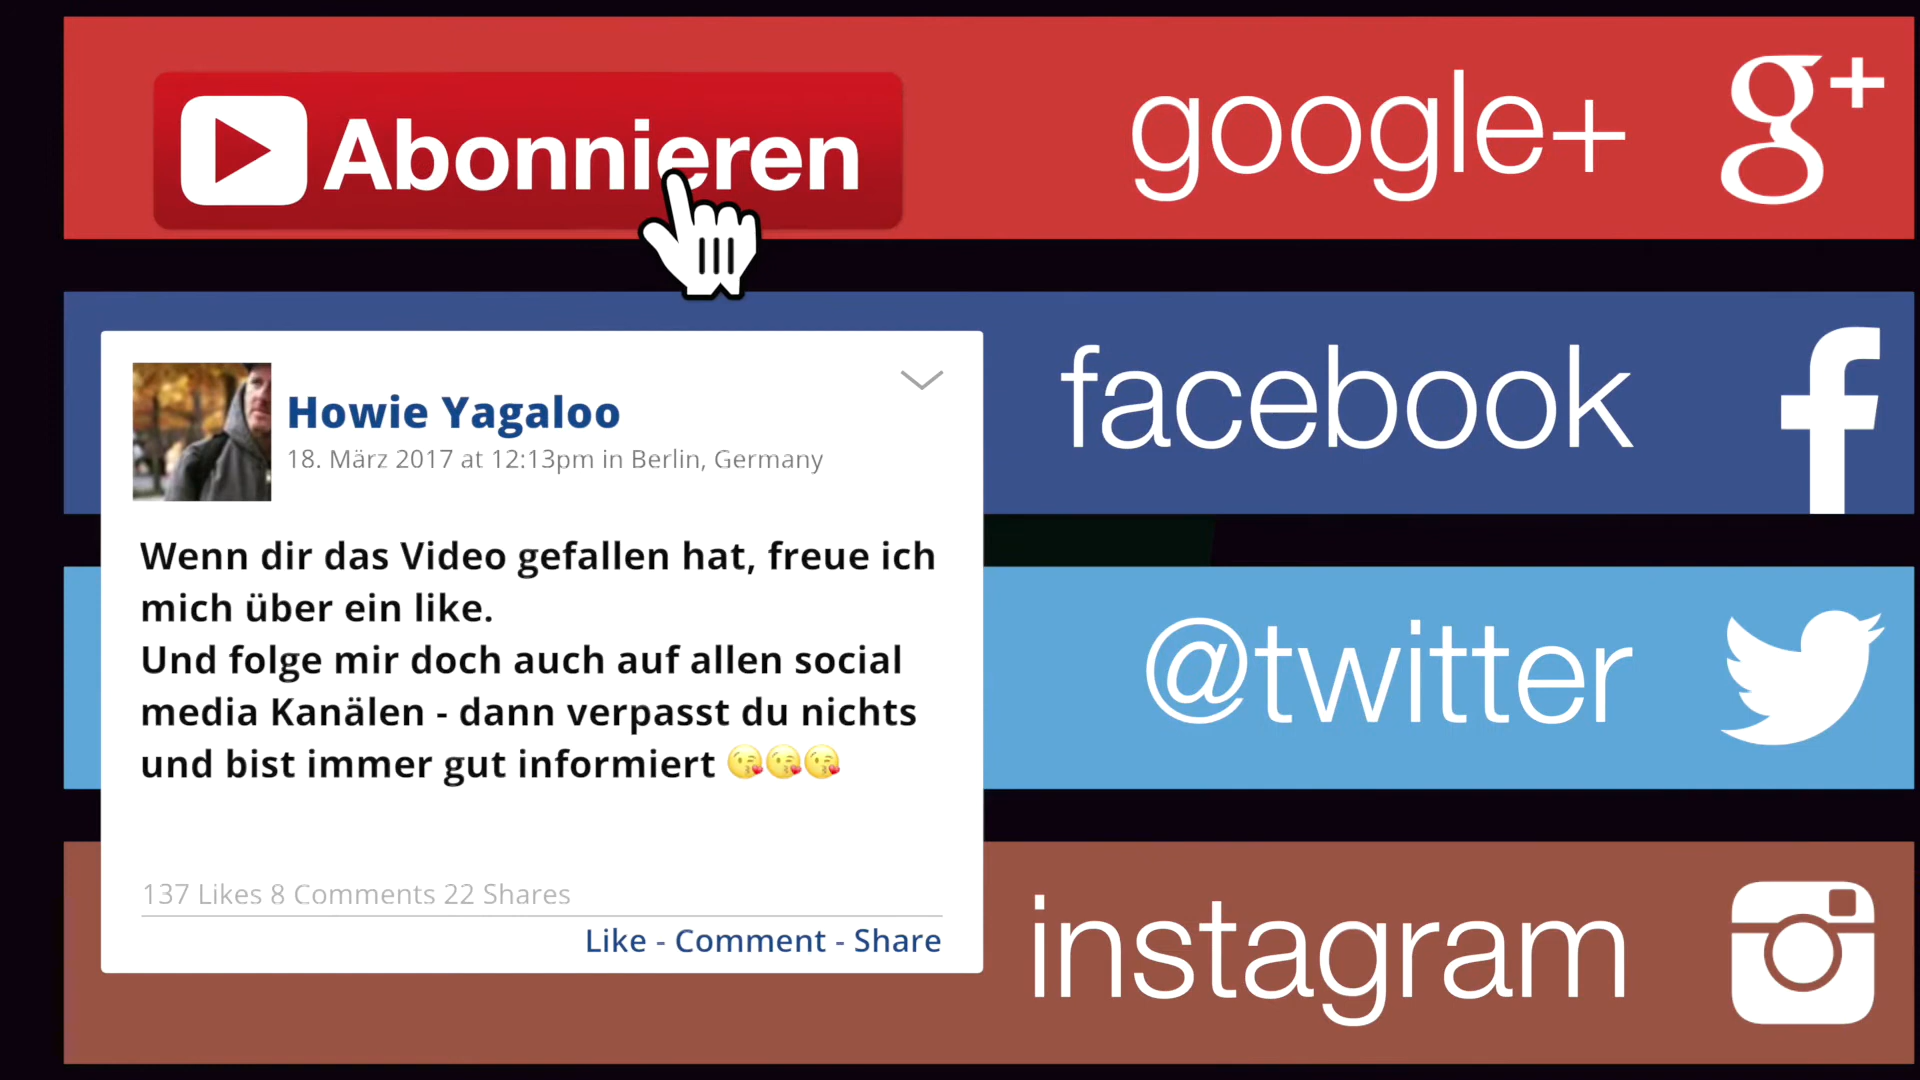 Abonnieren
google+
g+
facebook
f
Howie Yagaloo
18. März 2017 at 12:13pm in Berlin, Germany
Wenn dir das Video gefallen hat, freue ich
mich über ein like.
Und folge mir doch auch auf allen social
media Kanälen - dann verpasst du nichts
und bist immer gut informiert 😘😘😘
137 Likes 8 Comments 22 Shares
Like - Comment - Share
@twitter
instagram